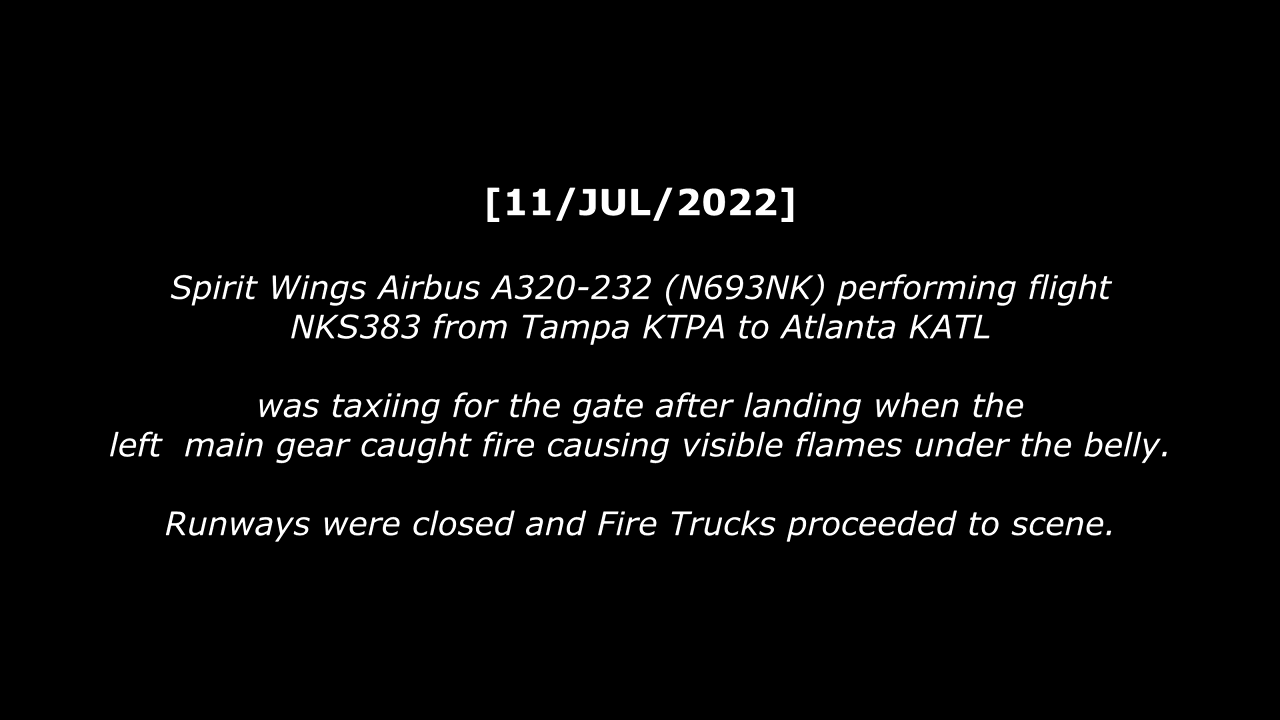 [11/JUL/2022]
Spirit Wings Airbus A320-232 (N693NK) performing flight
NKS383 from Tampa KTPA to Atlanta KATL
was taxiing for the gate after landing when the
left  main gear caught fire causing visible flames under the belly.
Runways were closed and Fire Trucks proceeded to scene.